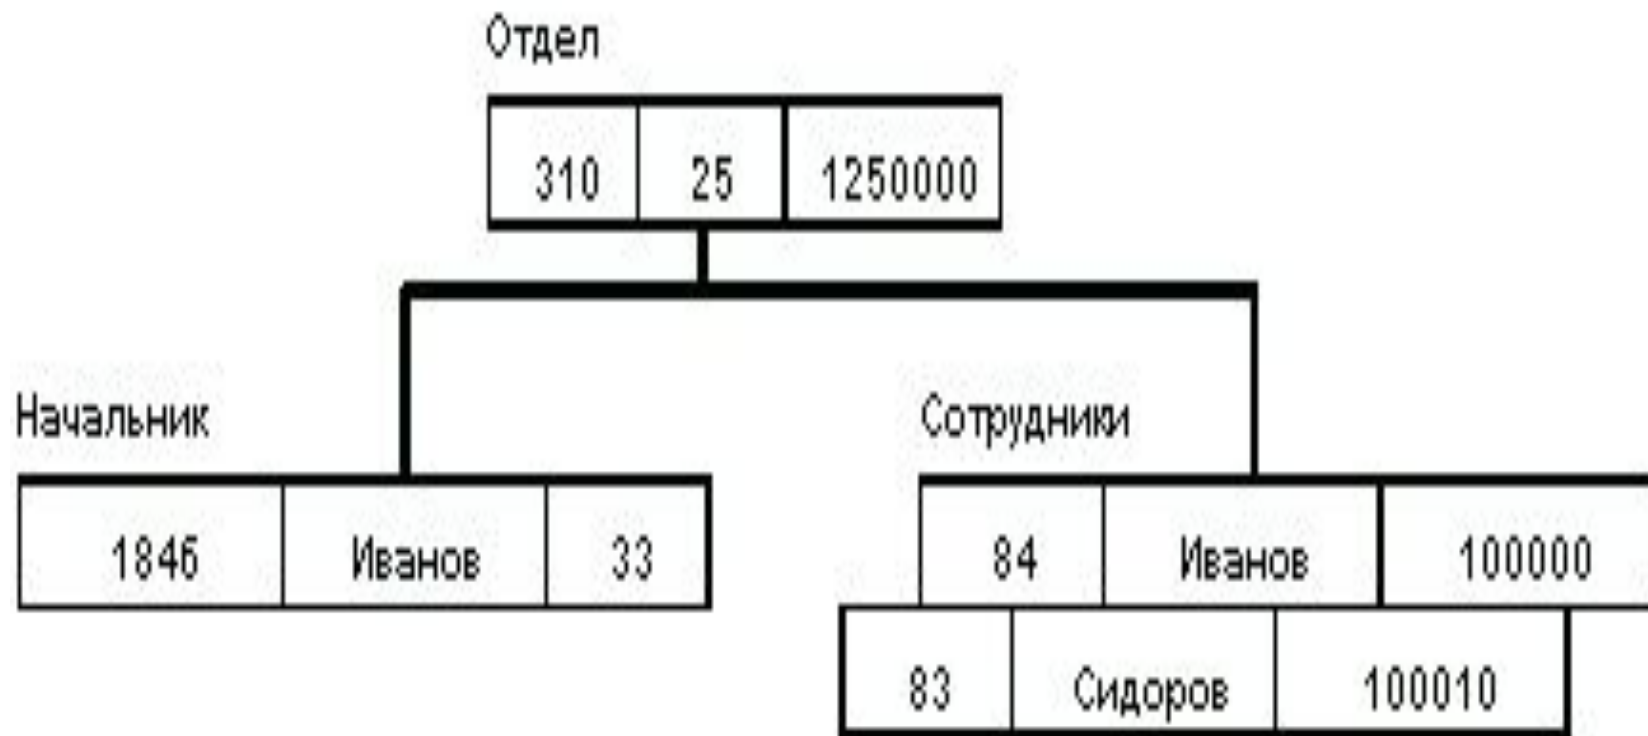 Отдел
310 25 1250000
Начальник
Сотрудники
1846 Иванов 33
84 Иванов 100000
83 Сидоров 100010